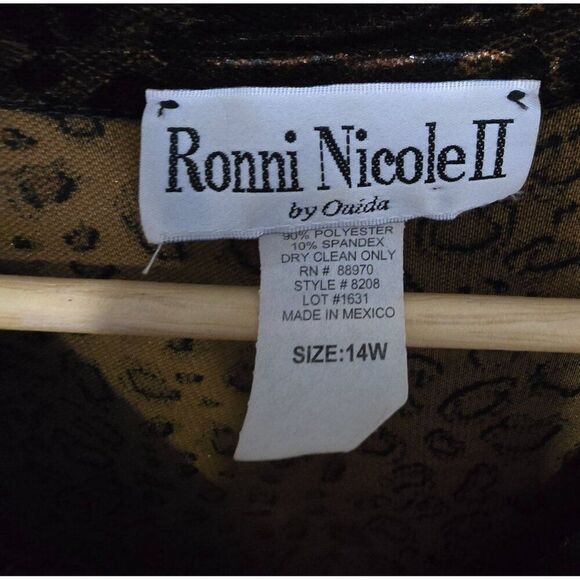 Ronni Nicole II
by Ouida
90% POLYESTER
10% SPANDEX
DRY CLEAN ONLY
RN # 88970
STYLE # 8208
LOT #1631
MADE IN MEXICO
SIZE:14W